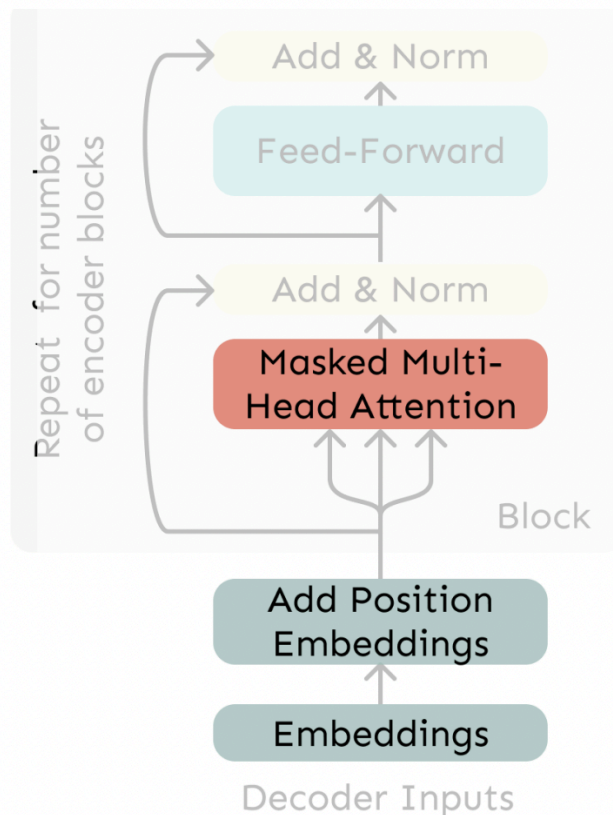 Add & Norm
Feed-Forward
Repeat for number
of encoder blocks
Add & Norm
Masked Multi-
Head Attention
Block
Add Position
Embeddings
Embeddings
Decoder Inputs